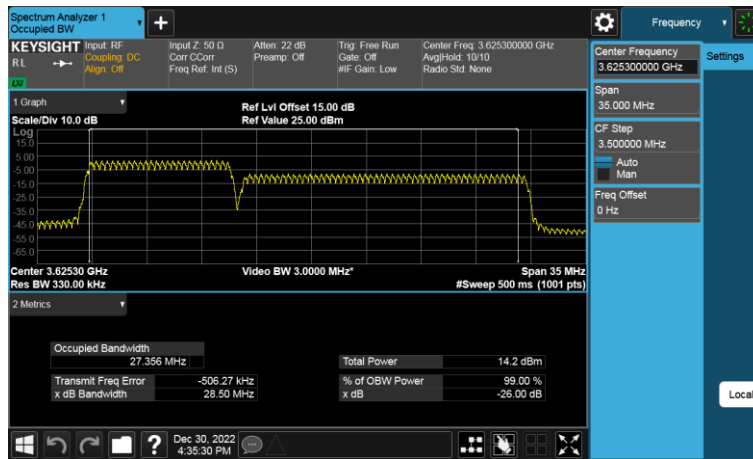 Spectrum Analyzer 1
Occupied BW
+
Frequency
KEYSIGHT
RL
LXI
Input: RF
Coupling: DC
Align: Off
Input Z: 50 Ω
Corr CCorr
Freq Ref: Int (S)
Atten: 22 dB
Preamp: Off
Trig: Free Run
Gate: Off
#IF Gain: Low
Center Freq: 3.625300000 GHz
Avg|Hold: 10/10
Radio Std: None
1 Graph
Scale/Div 10.0 dB
Ref Lvl Offset 15.00 dB
Ref Value 25.00 dBm
Log
15.0
5.00
-5.00
-15.0
-25.0
-35.0
-45.0
-55.0
-65.0
Center 3.62530 GHz
Res BW 330.00 kHz
Video BW 3.0000 MHz*
Span 35 MHz
#Sweep 500 ms (1001 pts)
2 Metrics
Occupied Bandwidth
27.356 MHz
Total Power 14.2 dBm
Transmit Freq Error -506.27 kHz
x dB Bandwidth 28.50 MHz
% of OBW Power 99.00 %
x dB -26.00 dB
Center Frequency
3.625300000 GHz
Settings
Span
35.000 MHz
CF Step
3.500000 MHz
Auto
Man
Freq Offset
0 Hz
Local
?
Dec 30, 2022
4:35:30 PM